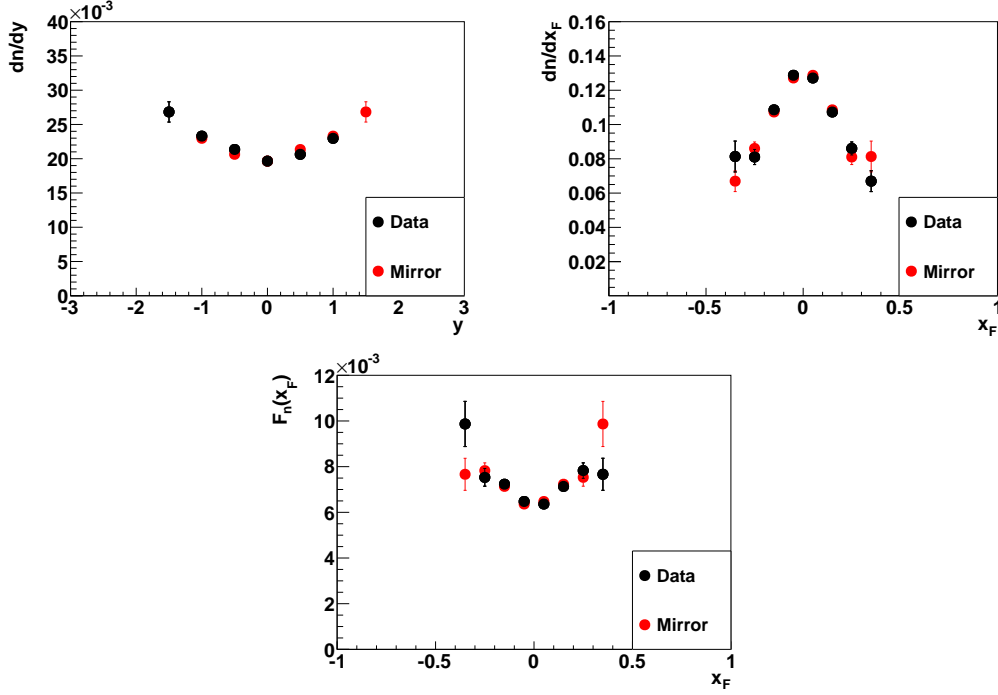 ×10⁻³
dn/dy
40
35
30
25
20
15
10
5
0
−3 −2 −1 0 1 2 3
y
Data
Mirror
dn/dx_F
0.16
0.14
0.12
0.1
0.08
0.06
0.04
0.02
−1 −0.5 0 0.5 1
x_F
Data
Mirror
×10⁻³
F_n(x_F)
12
10
8
6
4
2
0
−1 −0.5 0 0.5 1
x_F
Data
Mirror